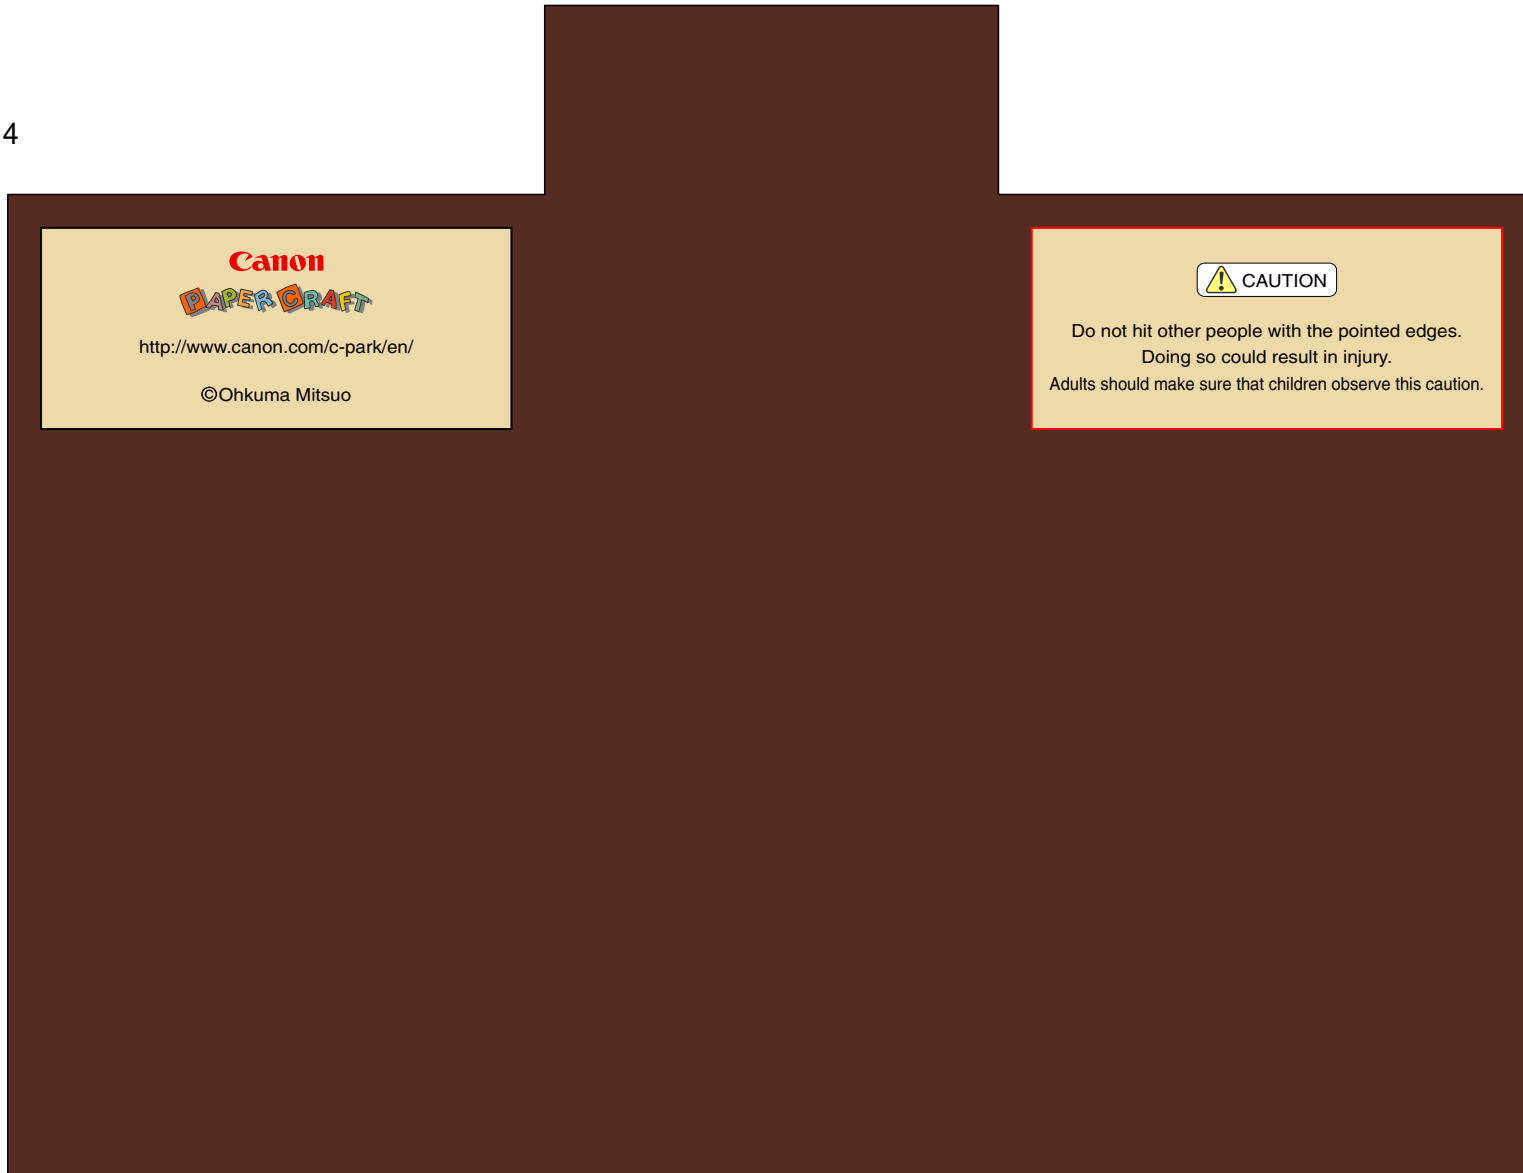 4
Canon
PAPER CRAFT
http://www.canon.com/c-park/en/
©Ohkuma Mitsuo
CAUTION
Do not hit other people with the pointed edges.
Doing so could result in injury.
Adults should make sure that children observe this caution.